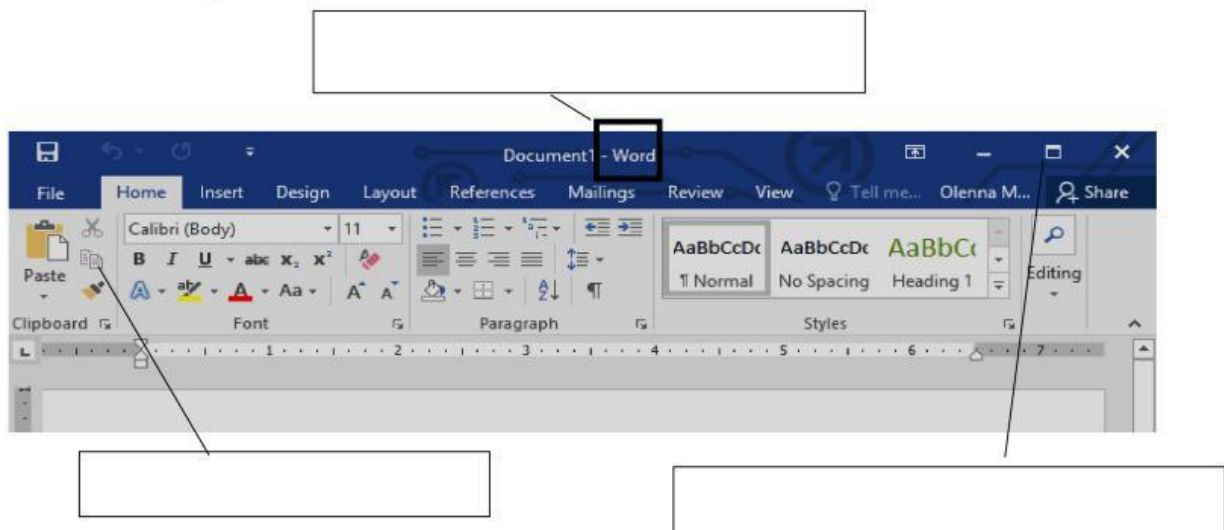 Document1 - Word
File Home Insert Design Layout References Mailings Review View Tell me... Olenna M... Share
Calibri (Body) 11
B I U abc x₂ x² AaBbCcDc AaBbCcDc AaBbCc
Paste A aby A Aa A A ¶ ¶ Normal No Spacing Heading 1 Editing
Clipboard Font Paragraph Styles
L 1 2 3 4 5 6 7
1